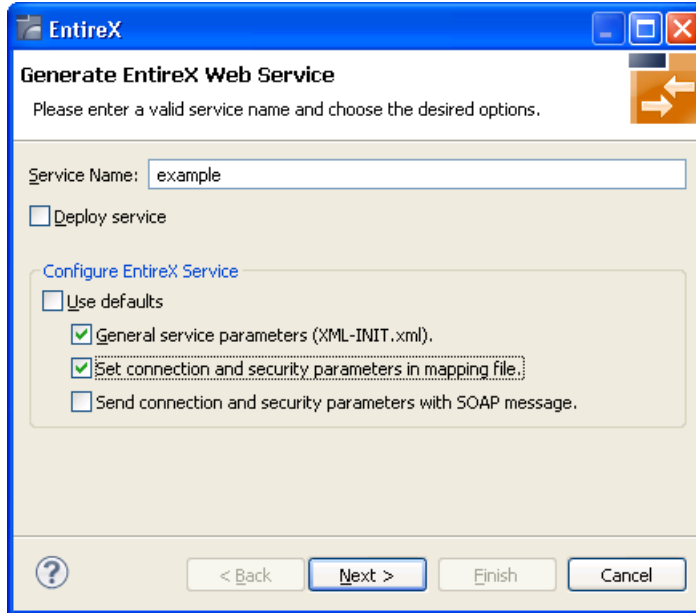 EntireX
Generate EntireX Web Service
Please enter a valid service name and choose the desired options.
Service Name: example
Deploy service
Configure EntireX Service
Use defaults
General service parameters (XML-INIT.xml).
Set connection and security parameters in mapping file.
Send connection and security parameters with SOAP message.
? < Back Next > Finish Cancel